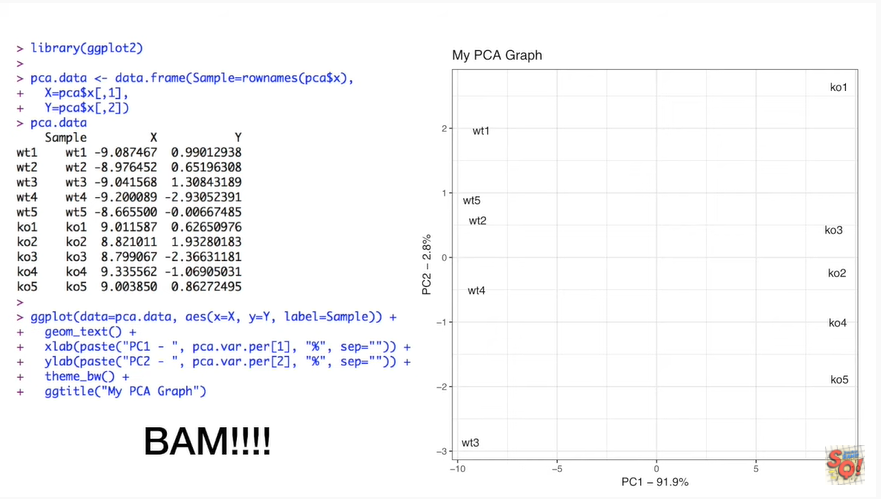 > library(ggplot2)
>
> pca.data <- data.frame(Sample=rownames(pca$x),
+ X=pca$x[,1],
+ Y=pca$x[,2])
> pca.data
Sample X Y
wt1 wt1 -9.087467 0.99012938
wt2 wt2 -8.976452 0.65196308
wt3 wt3 -9.041568 1.30843189
wt4 wt4 -9.200089 -2.93052391
wt5 wt5 -8.665500 -0.00667485
ko1 ko1 9.011587 0.62650976
ko2 ko2 8.821011 1.93280183
ko3 ko3 8.799067 -2.36631181
ko4 ko4 9.335562 -1.06905031
ko5 ko5 9.003850 0.86272495
>
> ggplot(data=pca.data, aes(x=X, y=Y, label=Sample)) +
+ geom_text() +
+ xlab(paste("PC1 - ", pca.var.per[1], "%", sep="")) +
+ ylab(paste("PC2 - ", pca.var.per[2], "%", sep="")) +
+ theme_bw() +
+ ggtitle("My PCA Graph")
BAM!!!!
My PCA Graph
ko1
2
wt1
1
wt5
wt2
ko3
0
ko2
wt4
−1
ko4
−2
ko5
wt3
−3
PC2 − 2.8%
−10 −5 0 5
PC1 − 91.9%
SQ!